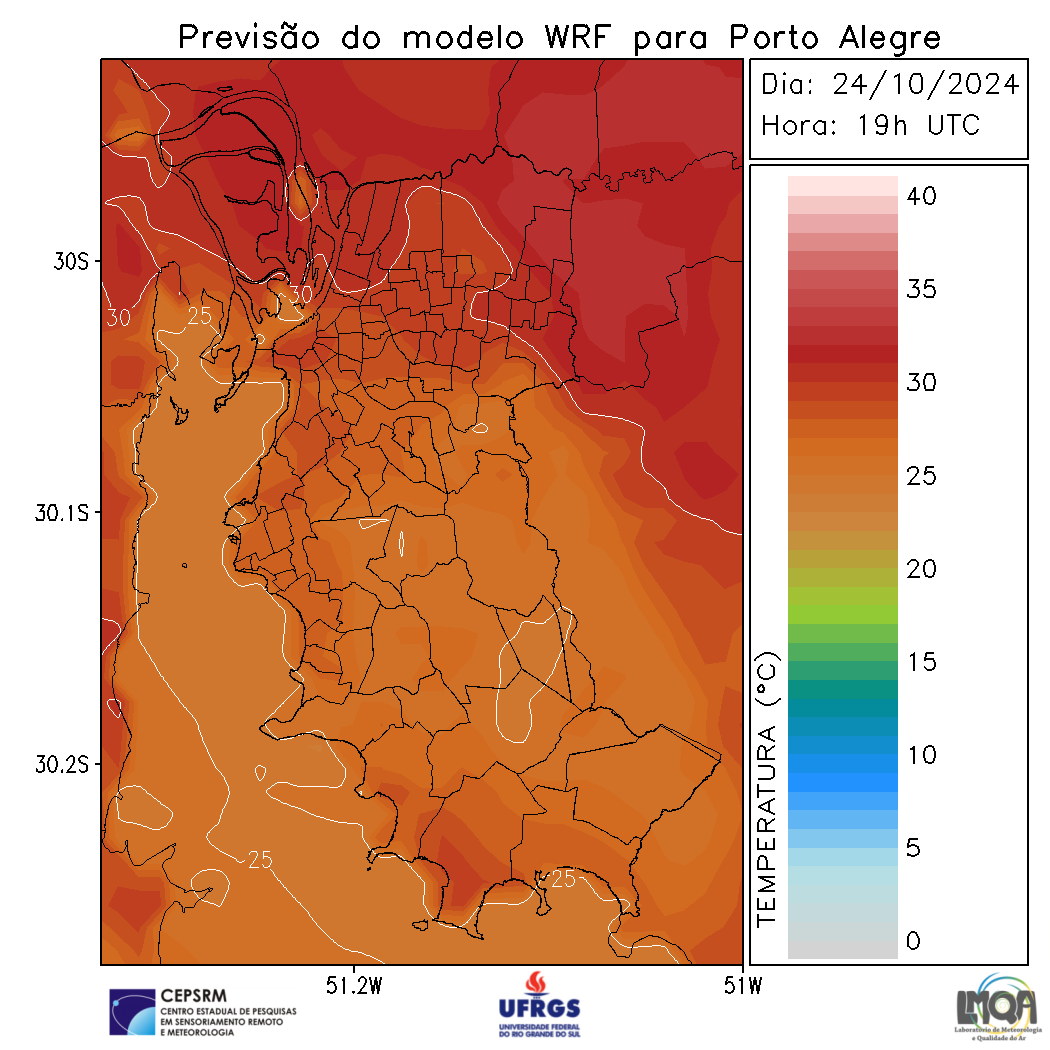 Previsão do modelo WRF para Porto Alegre
Dia: 24/10/2024
Hora: 19h UTC
30S
30.1S
30.2S
51.2W
51W
30
30
25
25
25
TEMPERATURA (°C)
40
35
30
25
20
15
10
5
0
CEPSRM
CENTRO ESTADUAL DE PESQUISAS
EM SENSORIAMENTO REMOTO
E METEOROLOGIA
UFRGS
UNIVERSIDADE FEDERAL
DO RIO GRANDE DO SUL
LMQA
Laboratório de Meteorologia
e Qualidade do Ar